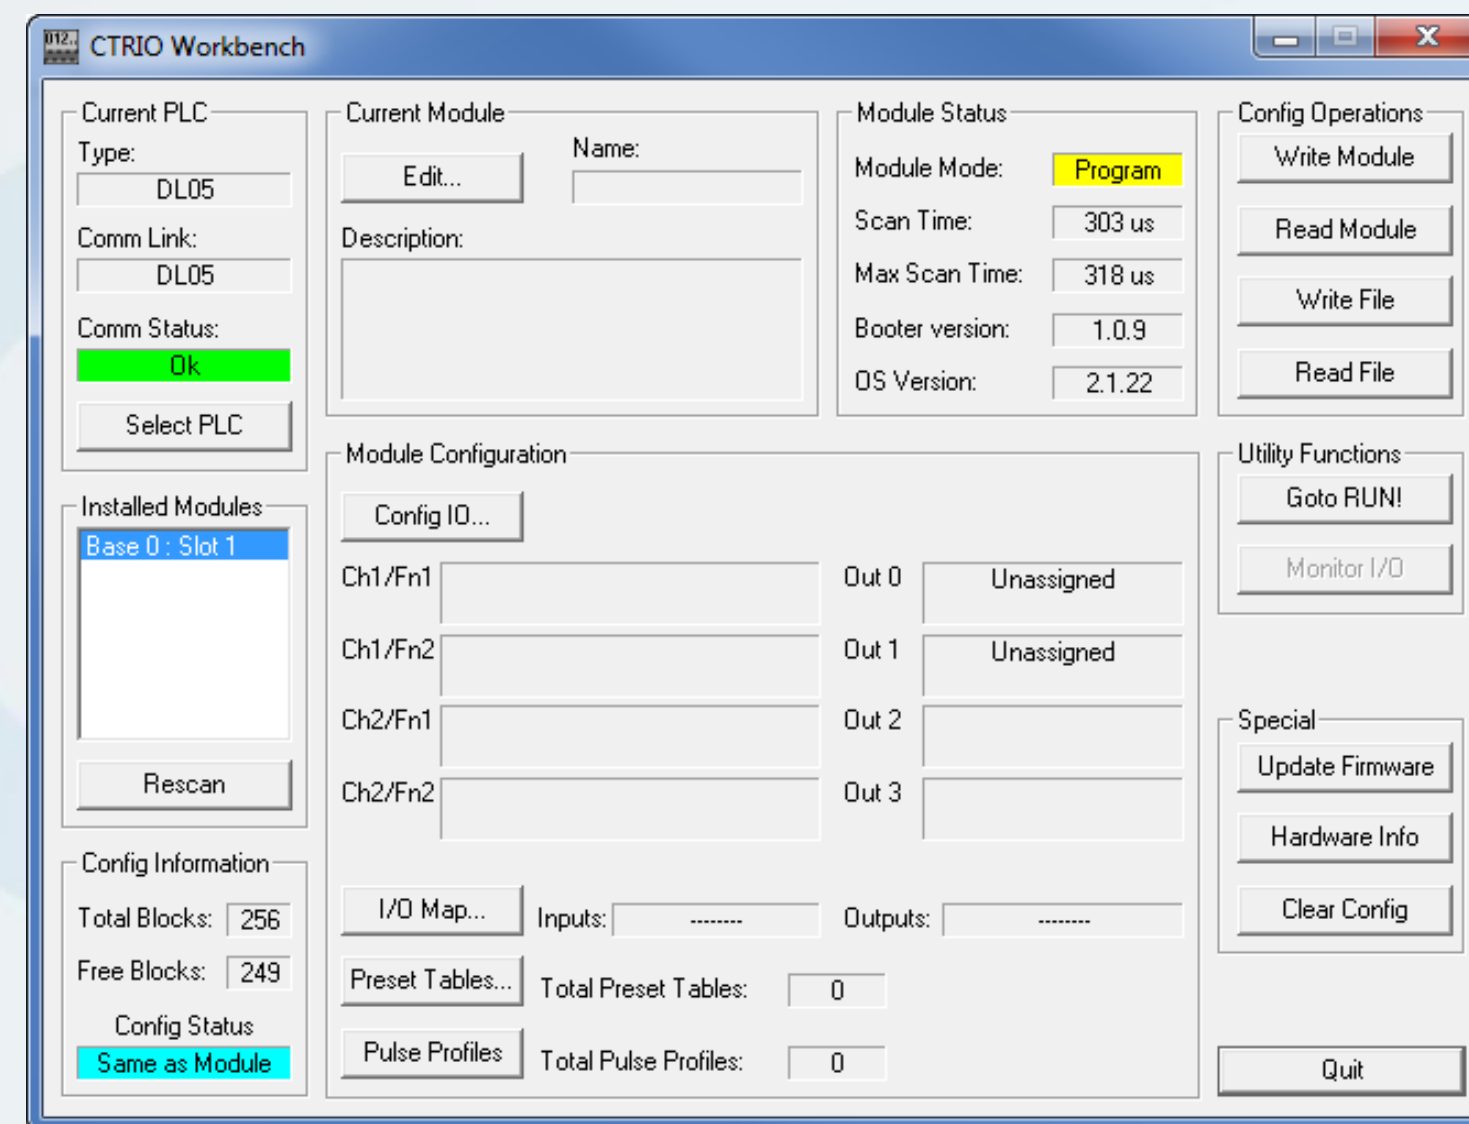 012..
CTRIO Workbench
Current PLC
Type:
DL05
Comm Link:
DL05
Comm Status:
Ok
Select PLC
Installed Modules
Base 0 : Slot 1
Rescan
Config Information
Total Blocks: 256
Free Blocks: 249
Config Status
Same as Module
Current Module
Edit...
Name:
Description:
Module Status
Module Mode: Program
Scan Time: 303 us
Max Scan Time: 318 us
Booter version: 1.0.9
OS Version: 2.1.22
Module Configuration
Config IO...
Ch1/Fn1
Out 0 Unassigned
Ch1/Fn2
Out 1 Unassigned
Ch2/Fn1
Out 2
Ch2/Fn2
Out 3
I/O Map... Inputs: -------- Outputs: --------
Preset Tables... Total Preset Tables: 0
Pulse Profiles Total Pulse Profiles: 0
Config Operations
Write Module
Read Module
Write File
Read File
Utility Functions
Goto RUN!
Monitor I/O
Special
Update Firmware
Hardware Info
Clear Config
Quit